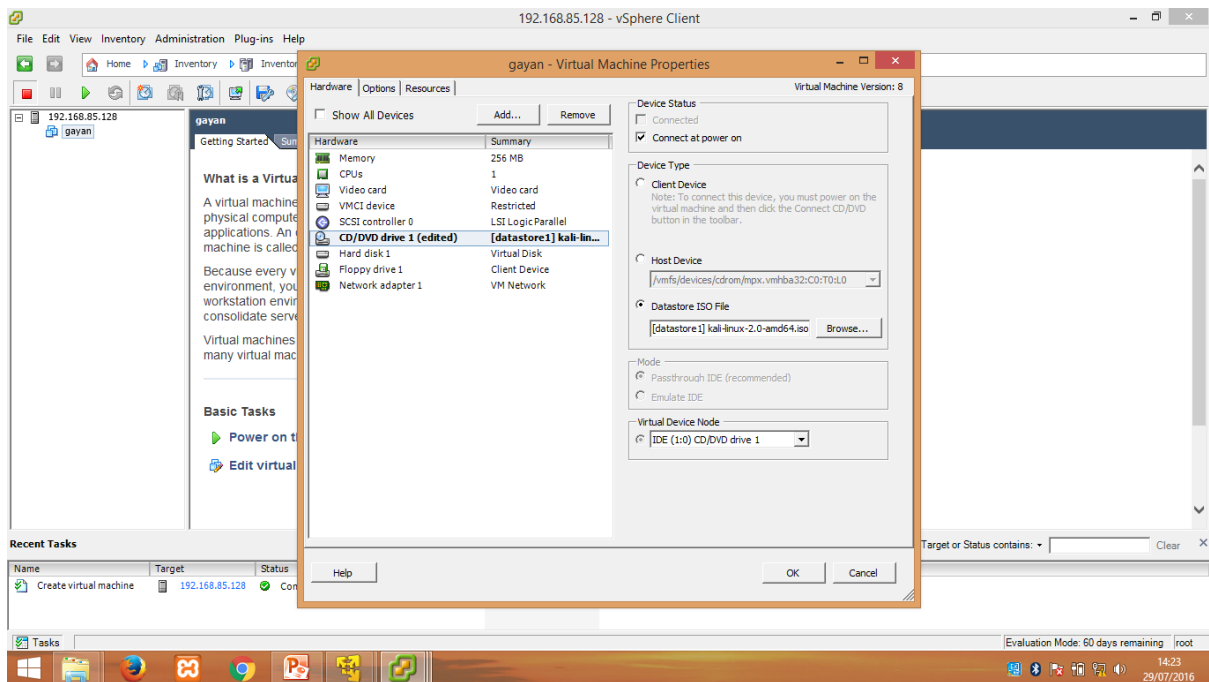 192.168.85.128 - vSphere Client
File Edit View Inventory Administration Plug-ins Help
Home Inventory Inventor
192.168.85.128
gayan
gayan
Getting Started Sum
What is a Virtua
A virtual machine
physical compute
applications. An
machine is called
Because every v
environment, you
workstation envir
consolidate serve
Virtual machines
many virtual mac
Basic Tasks
Power on t
Edit virtual
gayan - Virtual Machine Properties
Hardware Options Resources
Virtual Machine Version: 8
Show All Devices Add... Remove
Hardware Summary
Memory 256 MB
CPUs 1
Video card Video card
VMCI device Restricted
SCSI controller 0 LSI Logic Parallel
CD/DVD drive 1 (edited) [datastore1] kali-lin...
Hard disk 1 Virtual Disk
Floppy drive 1 Client Device
Network adapter 1 VM Network
Device Status
Connected
Connect at power on
Device Type
Client Device
Note: To connect this device, you must power on the
virtual machine and then click the Connect CD/DVD
button in the toolbar.
Host Device
/vmfs/devices/cdrom/mpx.vmhba32:C0:T0:L0
Datastore ISO File
[datastore1] kali-linux-2.0-amd64.iso Browse...
Mode
Passthrough IDE (recommended)
Emulate IDE
Virtual Device Node
IDE (1:0) CD/DVD drive 1
Help OK Cancel
Recent Tasks
Target or Status contains: Clear
Name Target Status
Create virtual machine 192.168.85.128 Com
Tasks
Evaluation Mode: 60 days remaining root
14:23
29/07/2016